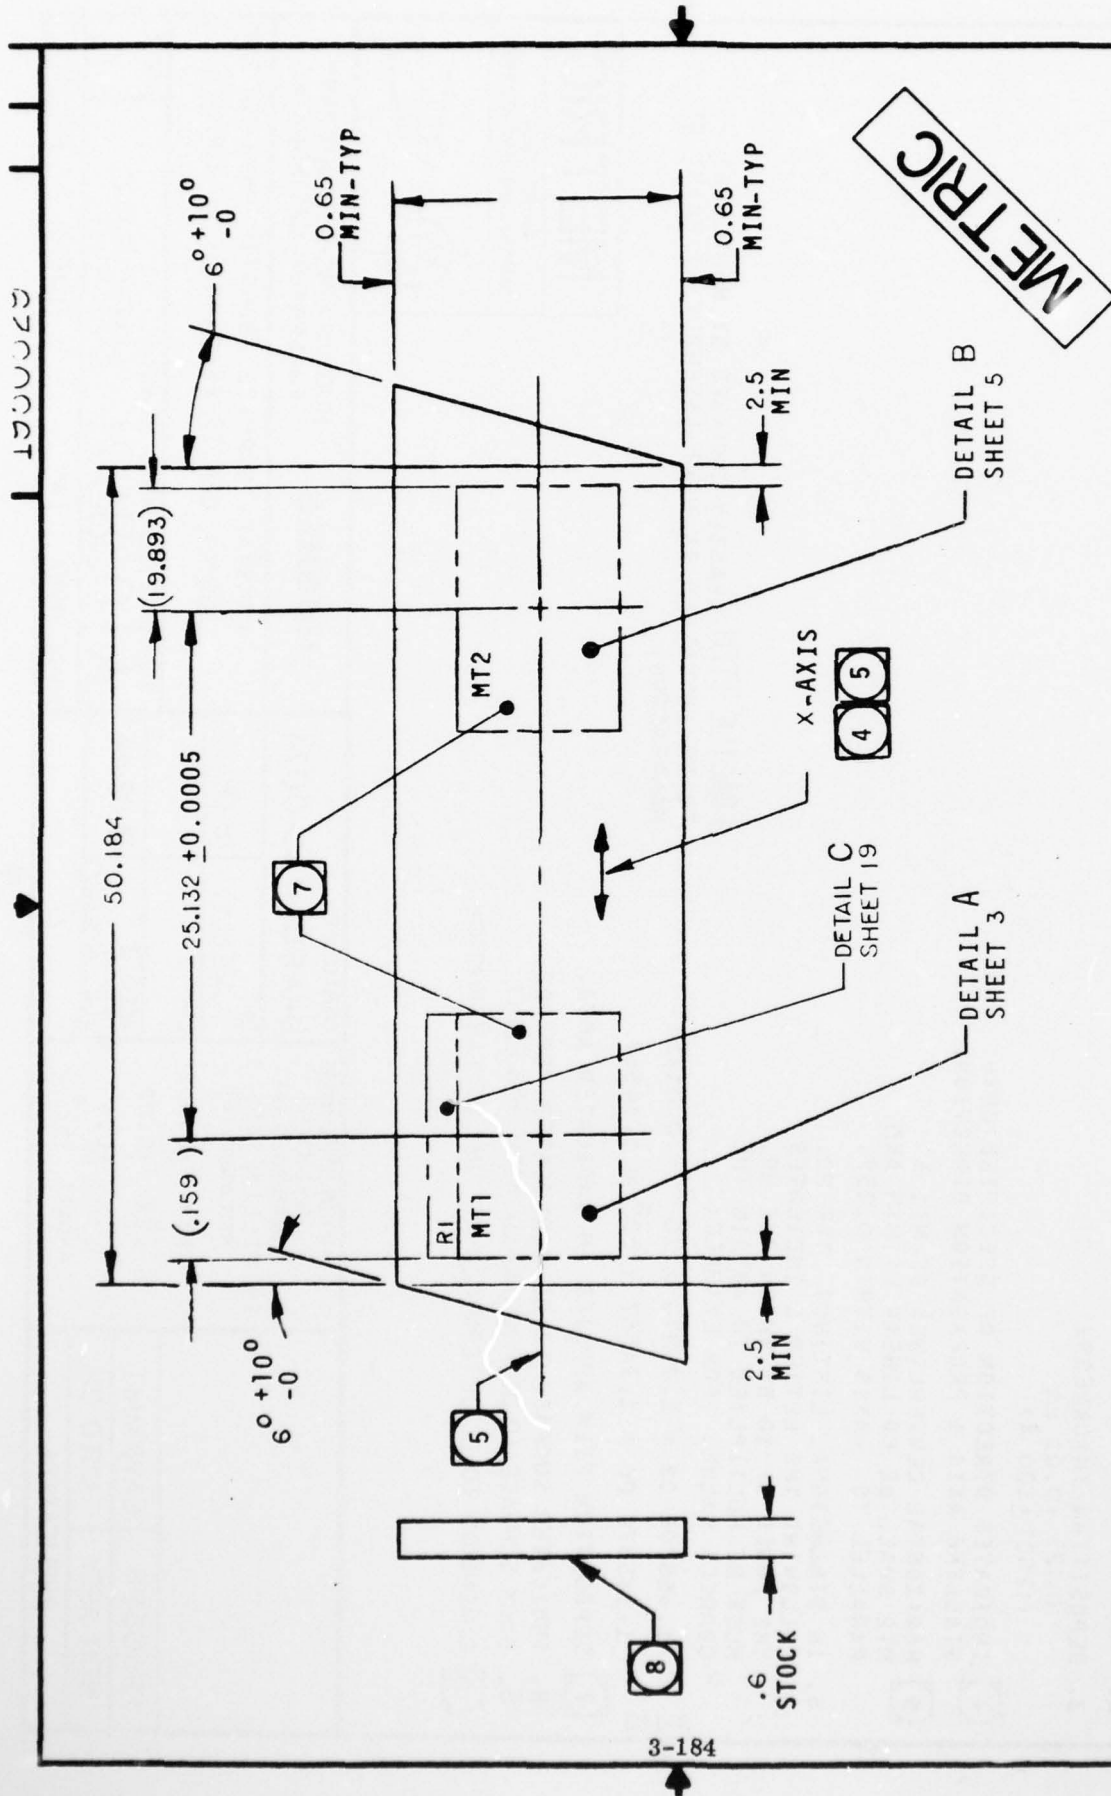 6° +10°
-0
0.65
MIN-TYP
50.184
(19.893)
25.132 ±0.0005
(.159 )
6° +10°
-0
7
R1
MT1
MT2
5
2.5
MIN
2.5
MIN
0.65
MIN-TYP
X-AXIS
4 5
8
.6
STOCK
DETAIL C
SHEET 19
DETAIL A
SHEET 3
DETAIL B
SHEET 5
METRIC
3-184